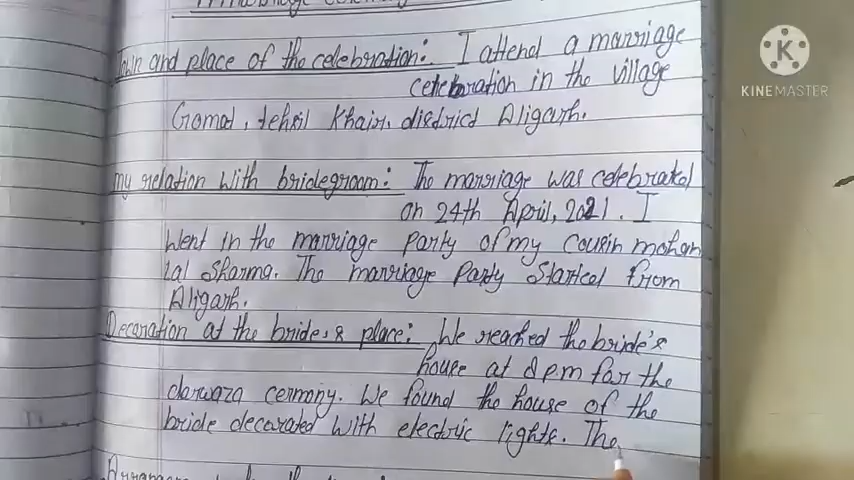 and place of the celebration: I attend a marriage
celebration in the village
Gomat, tehsil Khair, district Aligarh.
my relation with bridegroom: The marriage was celebrated
on 24th April, 2021. I
Went in the marriage Party of my cousin mohan
lal Sharma. The marriage Party Started from
Aligarh.
Decoration at the bride's place: We reached the bride's
house at 8 pm for the
darwaza cermony. We found the house of the
bride decorated with electric lights. The
KINEMASTER